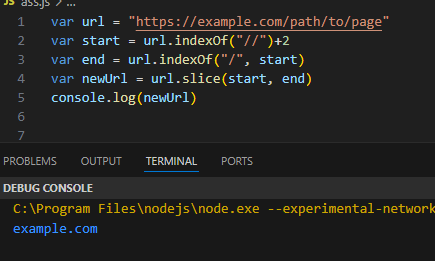 JS ass.js > ...
1 var url = "https://example.com/path/to/page"
2 var start = url.indexOf("//")+2
3 var end = url.indexOf("/", start)
4 var newUrl = url.slice(start, end)
5 console.log(newUrl)
6
7
PROBLEMS OUTPUT TERMINAL PORTS
DEBUG CONSOLE
C:\Program Files\nodejs\node.exe --experimental-network
example.com